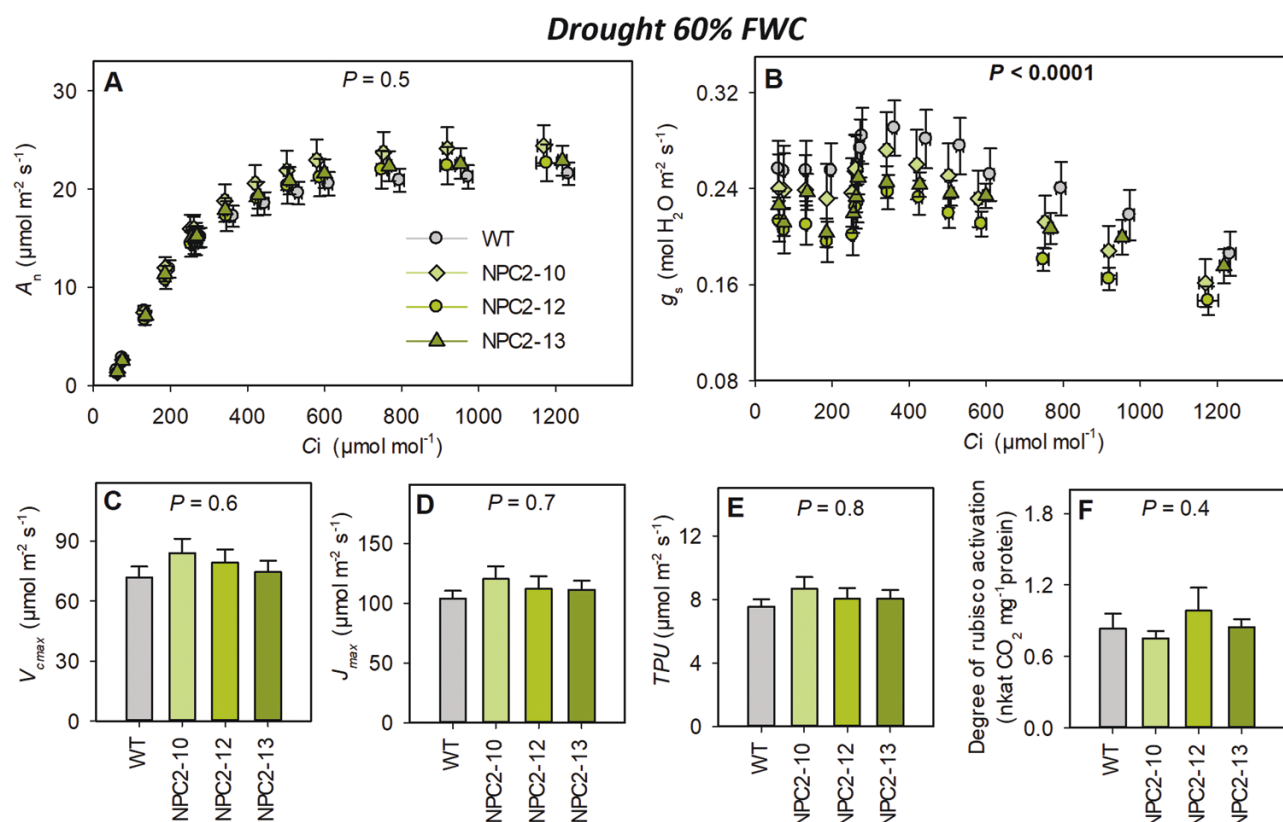 Drought 60% FWC
A
P = 0.5
30
20
10
0
An (µmol m⁻² s⁻¹)
WT
NPC2-10
NPC2-12
NPC2-13
0 200 400 600 800 1000 1200
Ci (µmol mol⁻¹)
B
P < 0.0001
0.32
0.24
0.16
0.08
gs (mol H₂O m⁻² s⁻¹)
0 200 400 600 800 1000 1200
Ci (µmol mol⁻¹)
C
P = 0.6
90
60
30
0
Vcmax (µmol m⁻² s⁻¹)
WT
NPC2-10
NPC2-12
NPC2-13
D
P = 0.7
150
100
50
0
Jmax (µmol m⁻² s⁻¹)
WT
NPC2-10
NPC2-12
NPC2-13
E
P = 0.8
12
8
4
0
TPU (µmol m⁻² s⁻¹)
WT
NPC2-10
NPC2-12
NPC2-13
F
P = 0.4
1.8
1.2
0.6
0.0
Degree of rubisco activation
(nkat CO₂ mg⁻¹protein)
WT
NPC2-10
NPC2-12
NPC2-13